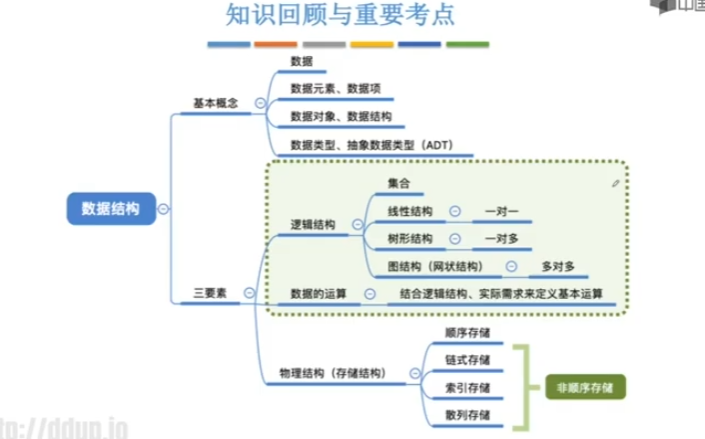 知识回顾与重要考点
中国
数据结构
基本概念
数据
数据元素、数据项
数据对象、数据结构
数据类型、抽象数据类型（ADT）
三要素
逻辑结构
集合
线性结构
一对一
树形结构
一对多
图结构（网状结构）
多对多
数据的运算
结合逻辑结构、实际需求来定义基本运算
物理结构（存储结构）
顺序存储
链式存储
索引存储
散列存储
非顺序存储
tp://ddup.io